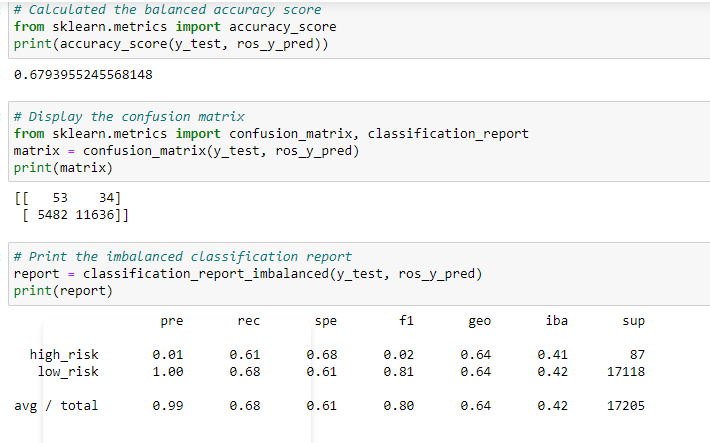 # Calculated the balanced accuracy score
from sklearn.metrics import accuracy_score
print(accuracy_score(y_test, ros_y_pred))
0.6793955245568148
# Display the confusion matrix
from sklearn.metrics import confusion_matrix, classification_report
matrix = confusion_matrix(y_test, ros_y_pred)
print(matrix)
[[   53    34]
 [ 5482 11636]]
# Print the imbalanced classification report
report = classification_report_imbalanced(y_test, ros_y_pred)
print(report)
pre rec spe f1 geo iba sup
high_risk 0.01 0.61 0.68 0.02 0.64 0.41 87
low_risk 1.00 0.68 0.61 0.81 0.64 0.42 17118
avg / total 0.99 0.68 0.61 0.80 0.64 0.42 17205